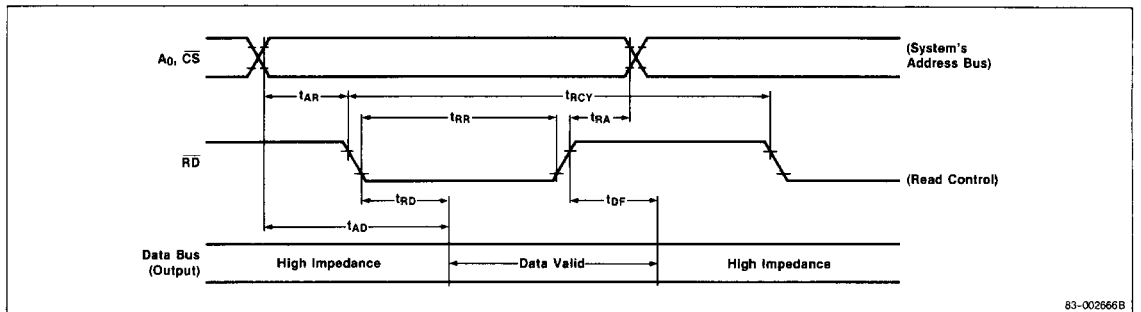 A0, CS
(System's
Address Bus)
tAR
tRCY
tRR
tRA
RD
(Read Control)
tRD
tDF
tAD
Data Bus
(Output)
High Impedance
Data Valid
High Impedance
83-002666B